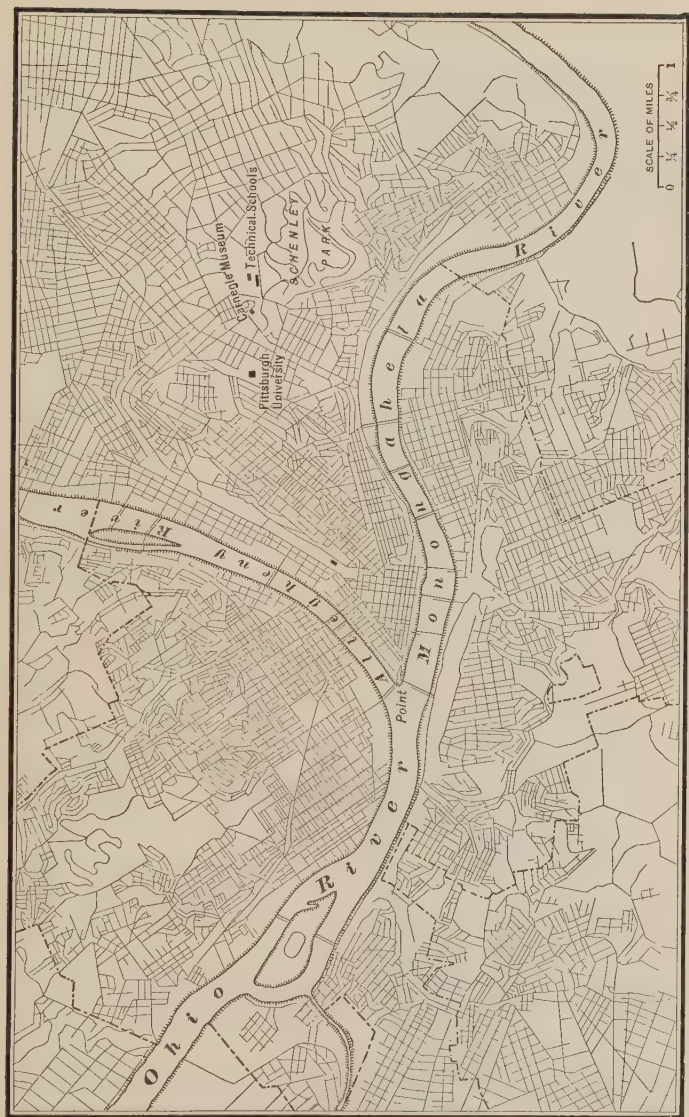 Carnegie Museum
Technical Schools
SCHENLEY
PARK
Pittsburgh
University
Allegheny River
Point
Monongahela River
Ohio River
SCALE OF MILES
0 ¼ ½ ¾ 1